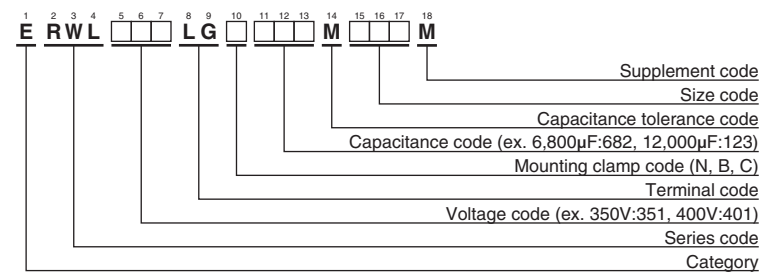 1 2 3 4 5 6 7 8 9 10 11 12 13 14 15 16 17 18
E RWL □□□ LG □ □□□ M □□□ M
Supplement code
Size code
Capacitance tolerance code
Capacitance code (ex. 6,800µF:682, 12,000µF:123)
Mounting clamp code (N, B, C)
Terminal code
Voltage code (ex. 350V:351, 400V:401)
Series code
Category